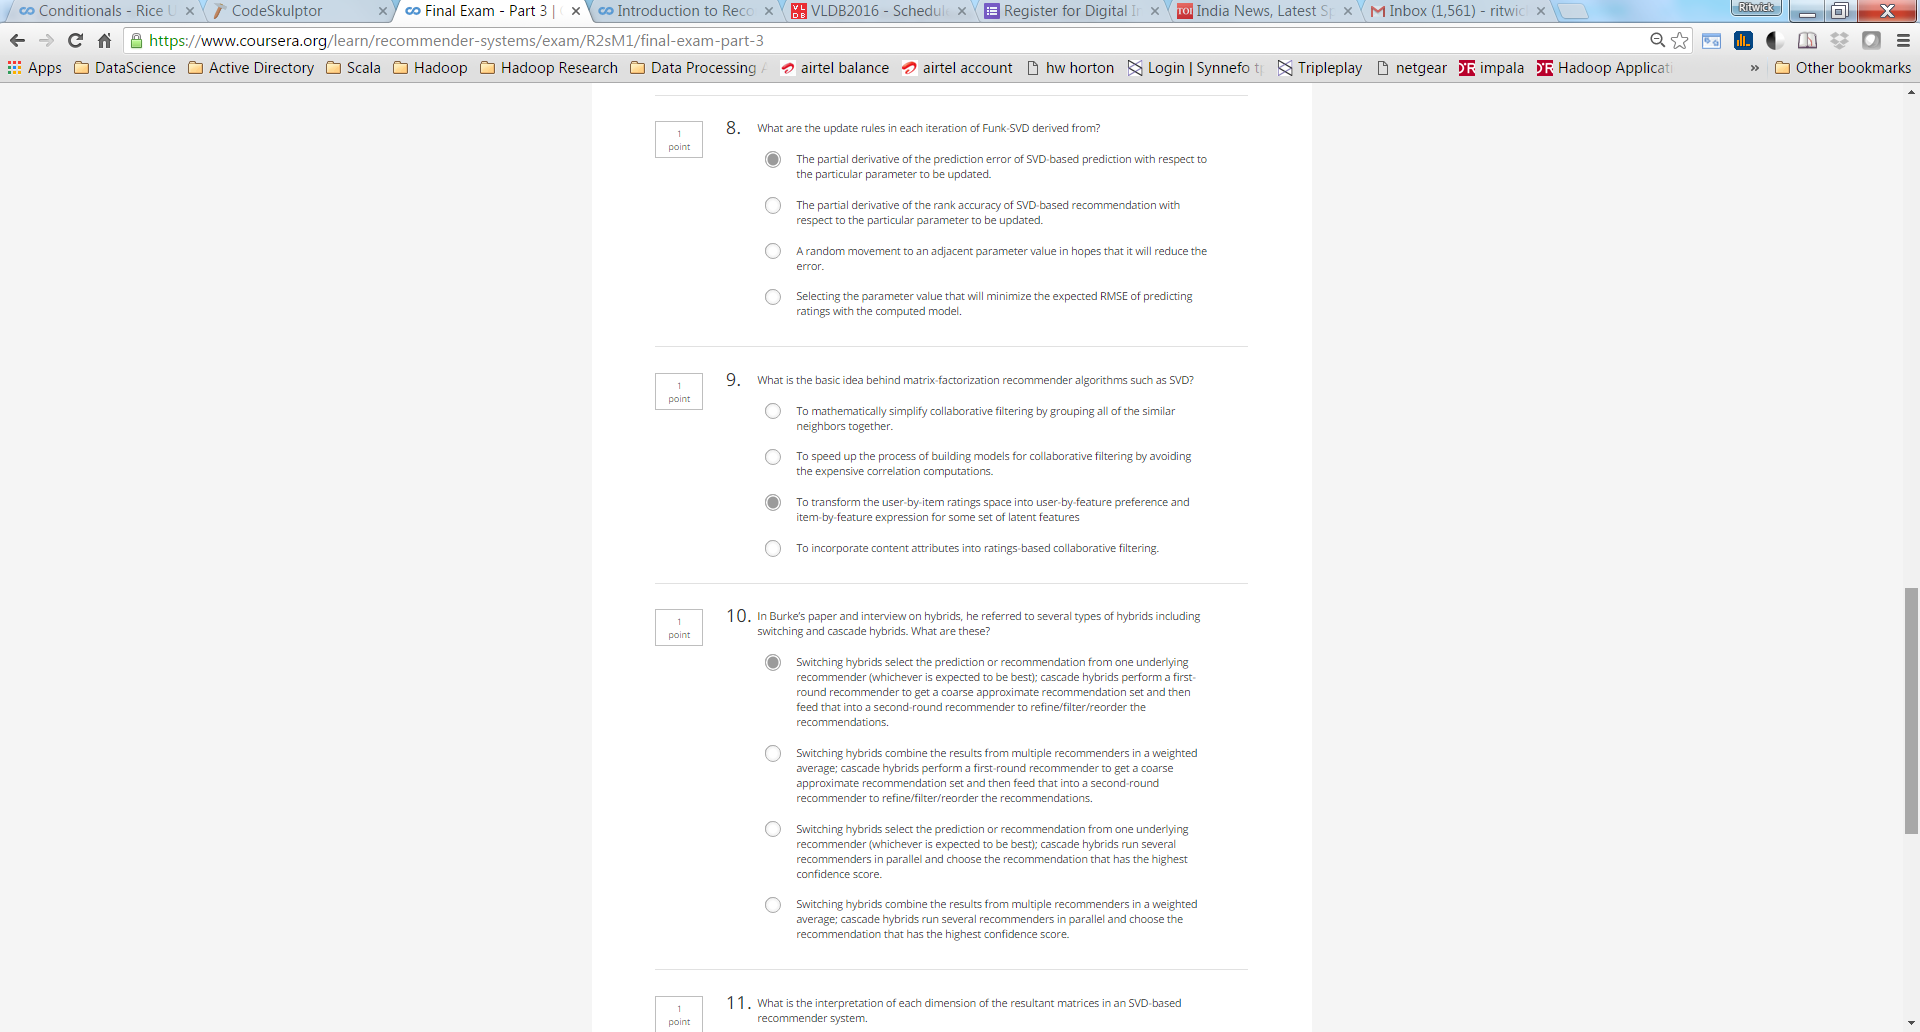 Conditionals - Rice U
CodeSkulptor
Final Exam - Part 3 |
Introduction to Reco
VLDB2016 - Schedule
Register for Digital I
India News, Latest Sp
Inbox (1,561) - ritwic
Ritwick
https://www.coursera.org/learn/recommender-systems/exam/R2sM1/final-exam-part-3
Apps
DataScience
Active Directory
Scala
Hadoop
Hadoop Research
Data Processing
airtel balance
airtel account
hw horton
Login | Synnefo
Tripleplay
netgear
impala
Hadoop Applicati
»
Other bookmarks
1
point
8. What are the update rules in each iteration of Funk-SVD derived from?
The partial derivative of the prediction error of SVD-based prediction with respect to
the particular parameter to be updated.
The partial derivative of the rank accuracy of SVD-based recommendation with
respect to the particular parameter to be updated.
A random movement to an adjacent parameter value in hopes that it will reduce the
error.
Selecting the parameter value that will minimize the expected RMSE of predicting
ratings with the computed model.
1
point
9. What is the basic idea behind matrix-factorization recommender algorithms such as SVD?
To mathematically simplify collaborative filtering by grouping all of the similar
neighbors together.
To speed up the process of building models for collaborative filtering by avoiding
the expensive correlation computations.
To transform the user-by-item ratings space into user-by-feature preference and
item-by-feature expression for some set of latent features
To incorporate content attributes into ratings-based collaborative filtering.
1
point
10. In Burke's paper and interview on hybrids, he referred to several types of hybrids including
switching and cascade hybrids. What are these?
Switching hybrids select the prediction or recommendation from one underlying
recommender (whichever is expected to be best); cascade hybrids perform a first-
round recommender to get a coarse approximate recommendation set and then
feed that into a second-round recommender to refine/filter/reorder the
recommendations.
Switching hybrids combine the results from multiple recommenders in a weighted
average; cascade hybrids perform a first-round recommender to get a coarse
approximate recommendation set and then feed that into a second-round
recommender to refine/filter/reorder the recommendations.
Switching hybrids select the prediction or recommendation from one underlying
recommender (whichever is expected to be best); cascade hybrids run several
recommenders in parallel and choose the recommendation that has the highest
confidence score.
Switching hybrids combine the results from multiple recommenders in a weighted
average; cascade hybrids run several recommenders in parallel and choose the
recommendation that has the highest confidence score.
1
point
11. What is the interpretation of each dimension of the resultant matrices in an SVD-based
recommender system.